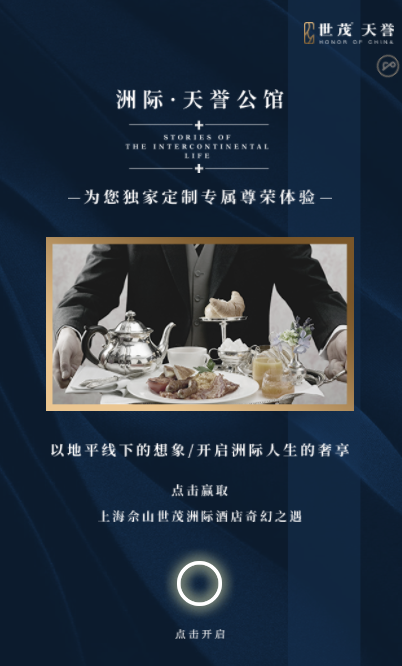 世茂 天誉
HONOR OF CHINA
洲际·天誉公馆
STORIES OF
THE INTERCONTINENTAL
LIFE
—为您独家定制专属尊荣体验—
以地平线下的想象/开启洲际人生的奢享
点击赢取
上海佘山世茂洲际酒店奇幻之遇
点击开启